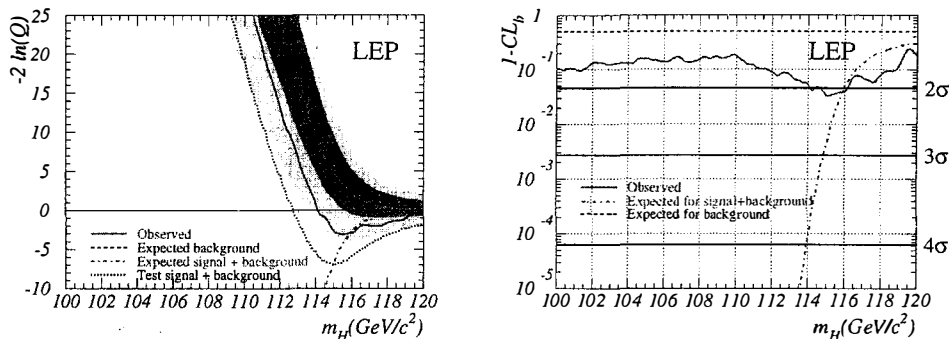 -2 ln(Q)
25
20
15
10
5
0
-5
-10
LEP
Observed
Expected background
Expected signal + background
Test signal + background
100 102 104 106 108 110 112 114 116 118 120
m_H(GeV/c²)
1-CL_b
1
10⁻¹
10⁻²
10⁻³
10⁻⁴
10⁻⁵
10⁻⁶
LEP
2σ
3σ
4σ
Observed
Expected for signal+background
Expected for background
100 102 104 106 108 110 112 114 116 118 120
m_H(GeV/c²)